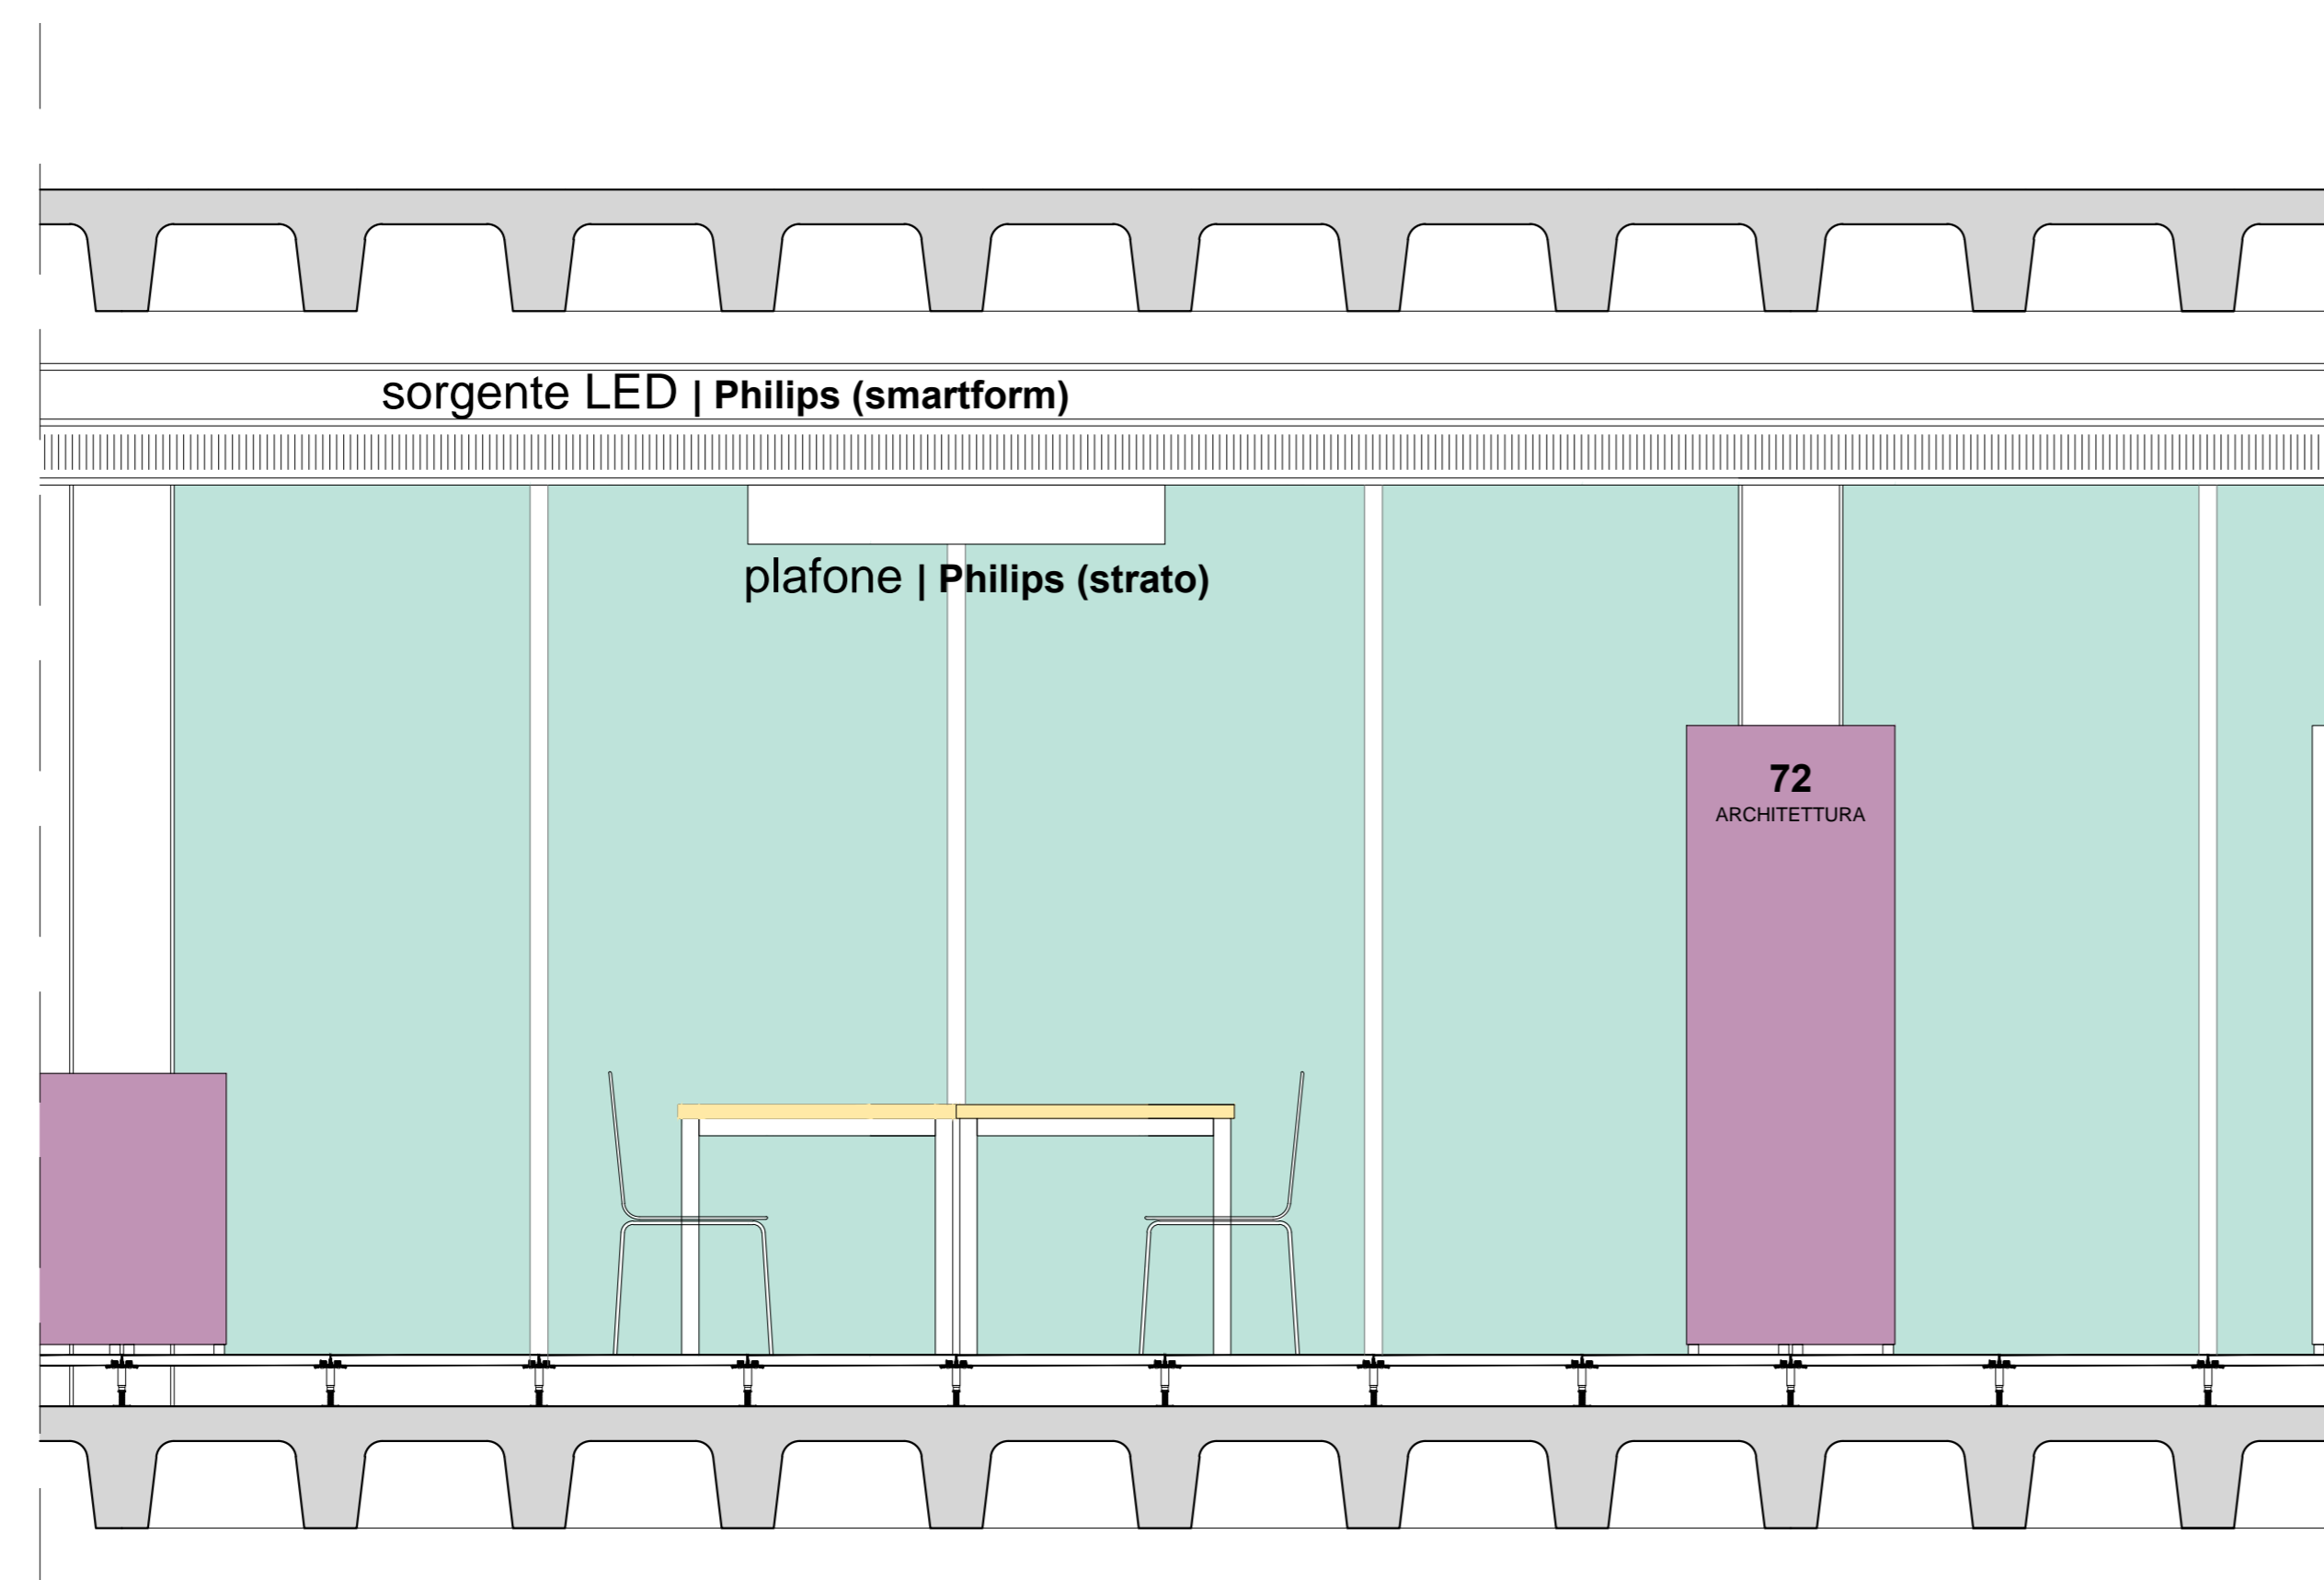 sorgente LED | Philips (smartform)
plafone | Philips (strato)
72
ARCHITETTURA